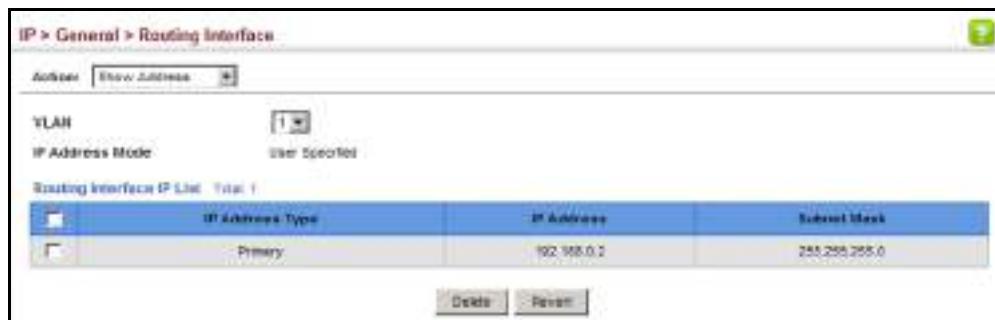 IP > General > Routing Interface
?
Action: Show Address
VLAN 1
IP Address Mode User Specified
Routing Interface IP List Total: 1
IP Address Type IP Address Subnet Mask
Primary 192.168.0.2 255.255.255.0
Delete Revert